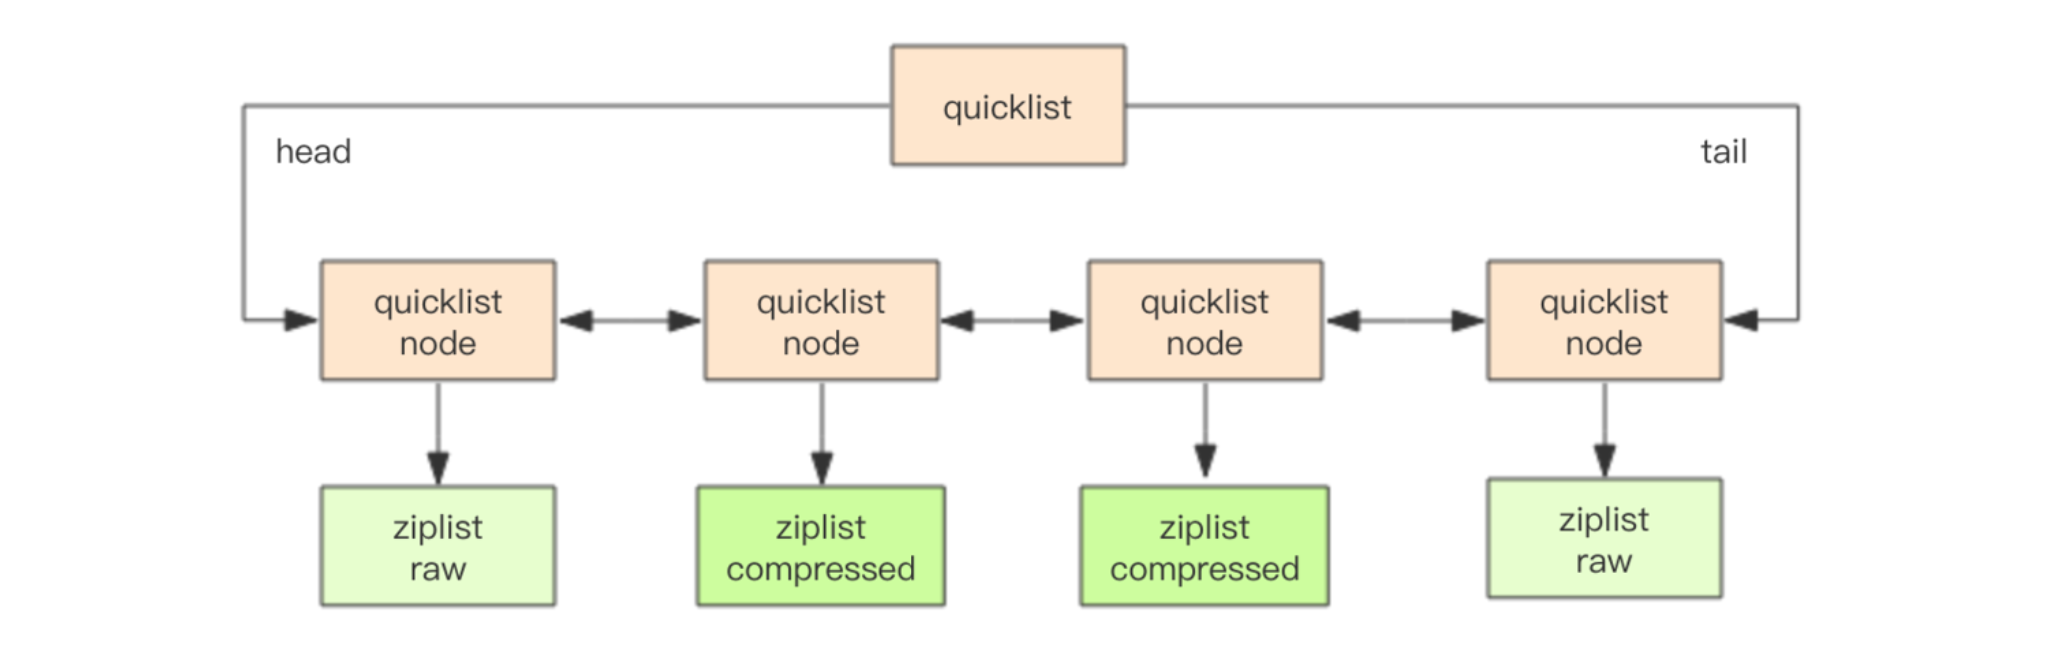 quicklist
head
tail
quicklist
node
quicklist
node
quicklist
node
quicklist
node
ziplist
raw
ziplist
compressed
ziplist
compressed
ziplist
raw